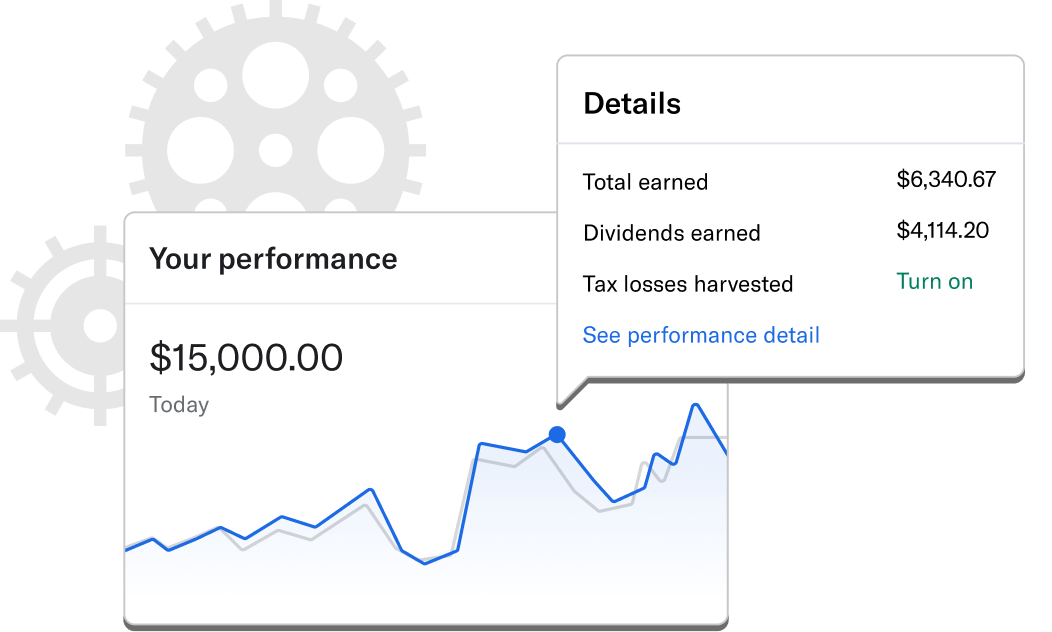 Details
Total earned $6,340.67
Dividends earned $4,114.20
Tax losses harvested Turn on
See performance detail
Your performance
$15,000.00
Today